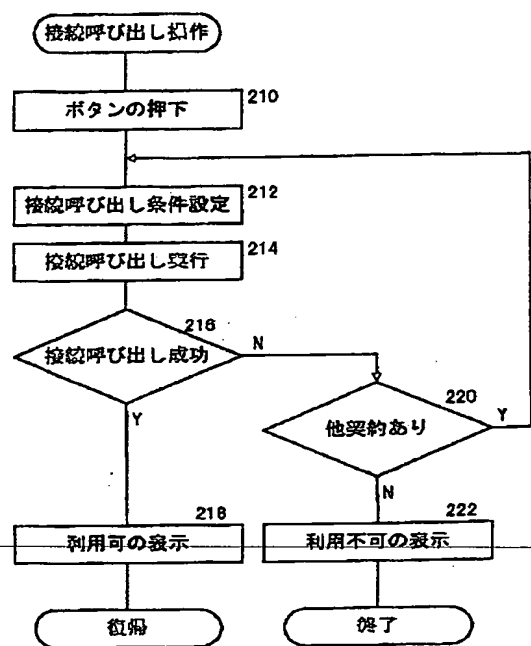 接続呼び出し操作
ボタンの押下
210
接続呼び出し条件設定
212
接続呼び出し実行
214
接続呼び出し成功
216
N
Y
他契約あり
220
Y
N
利用可の表示
218
利用不可の表示
222
復帰
終了